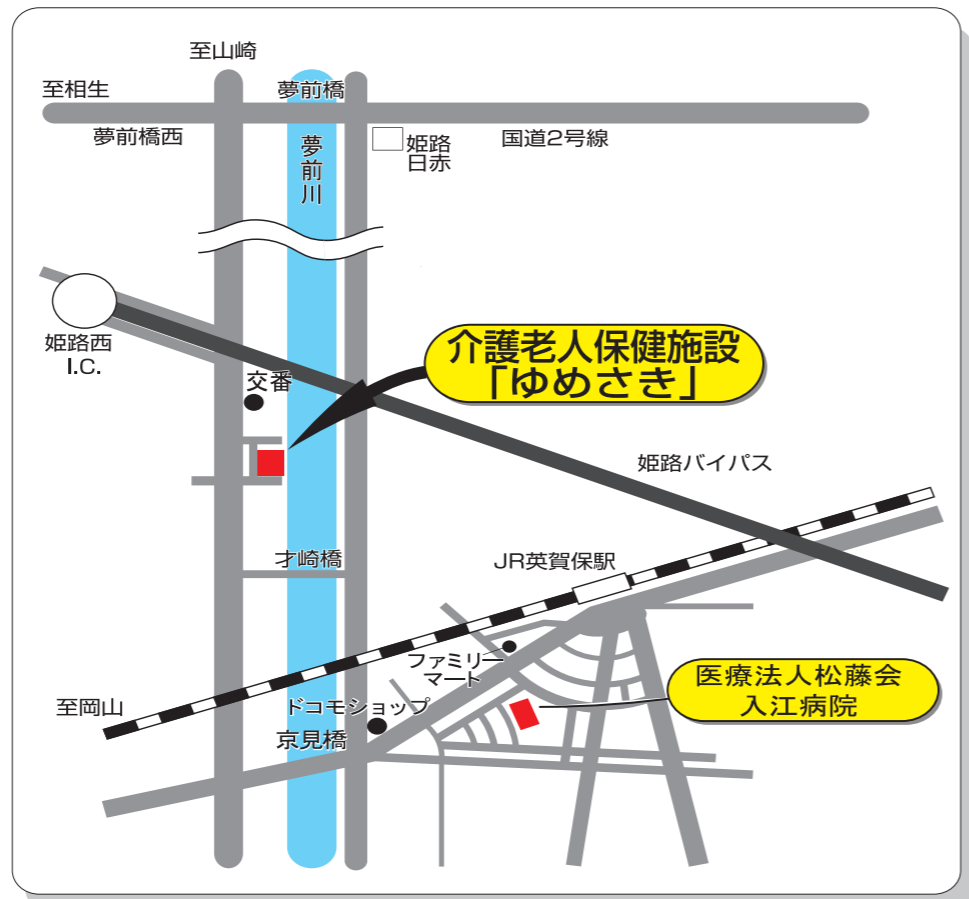 至山崎
至相生
夢前橋
夢前橋西
国道2号線
夢前川
姫路
日赤
姫路西
I.C.
介護老人保健施設
「ゆめさき」
交番
姫路バイパス
才崎橋
JR英賀保駅
ファミリー
マート
医療法人松藤会
入江病院
至岡山
ドコモショップ
京見橋